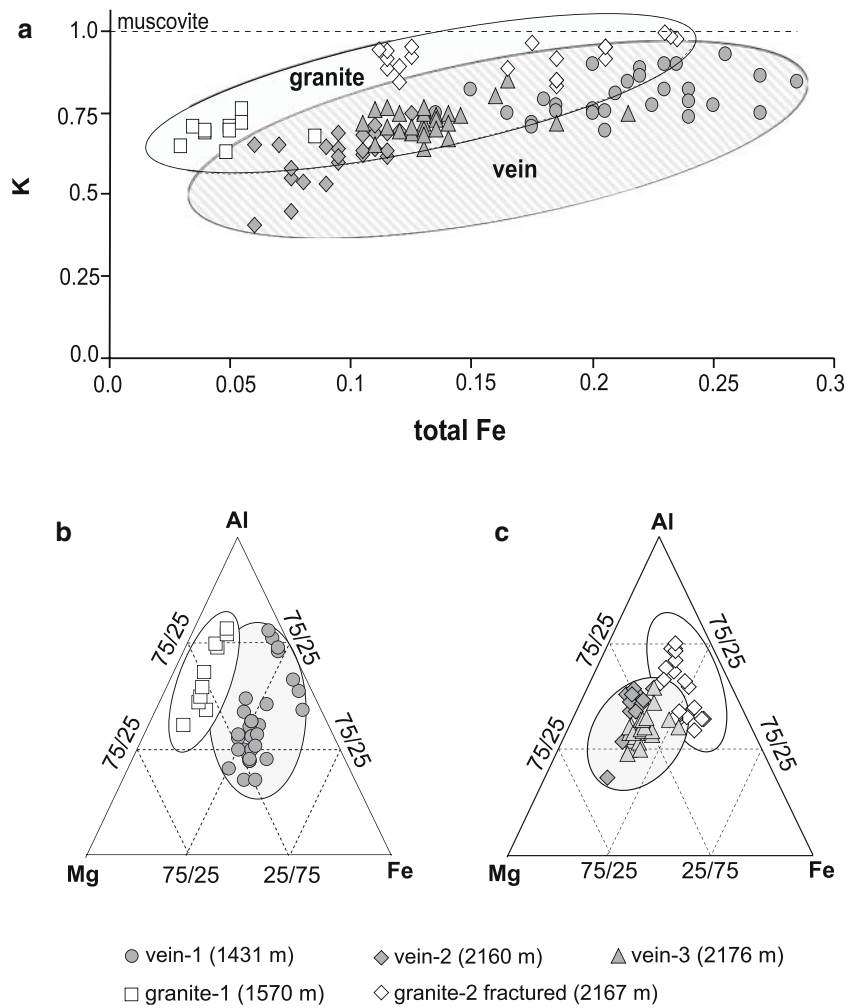 a
muscovite
1.0
granite
0.75
K
vein
0.5
0.25
0.0
0.0 0.05 0.1 0.15 0.2 0.25 0.3
total Fe
b
Al
75/25 75/25
75/25 75/25
Mg 75/25 25/75 Fe
c
Al
75/25 75/25
75/25 75/25
Mg 75/25 25/75 Fe
vein-1 (1431 m) vein-2 (2160 m) vein-3 (2176 m)
granite-1 (1570 m) granite-2 fractured (2167 m)